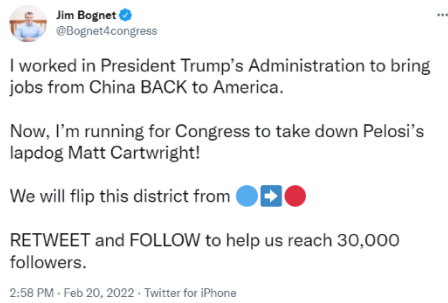 Jim Bognet
@Bognet4congress
I worked in President Trump's Administration to bring
jobs from China BACK to America.
Now, I'm running for Congress to take down Pelosi's
lapdog Matt Cartwright!
We will flip this district from 🔵➡️🔴
RETWEET and FOLLOW to help us reach 30,000
followers.
2:58 PM · Feb 20, 2022 · Twitter for iPhone